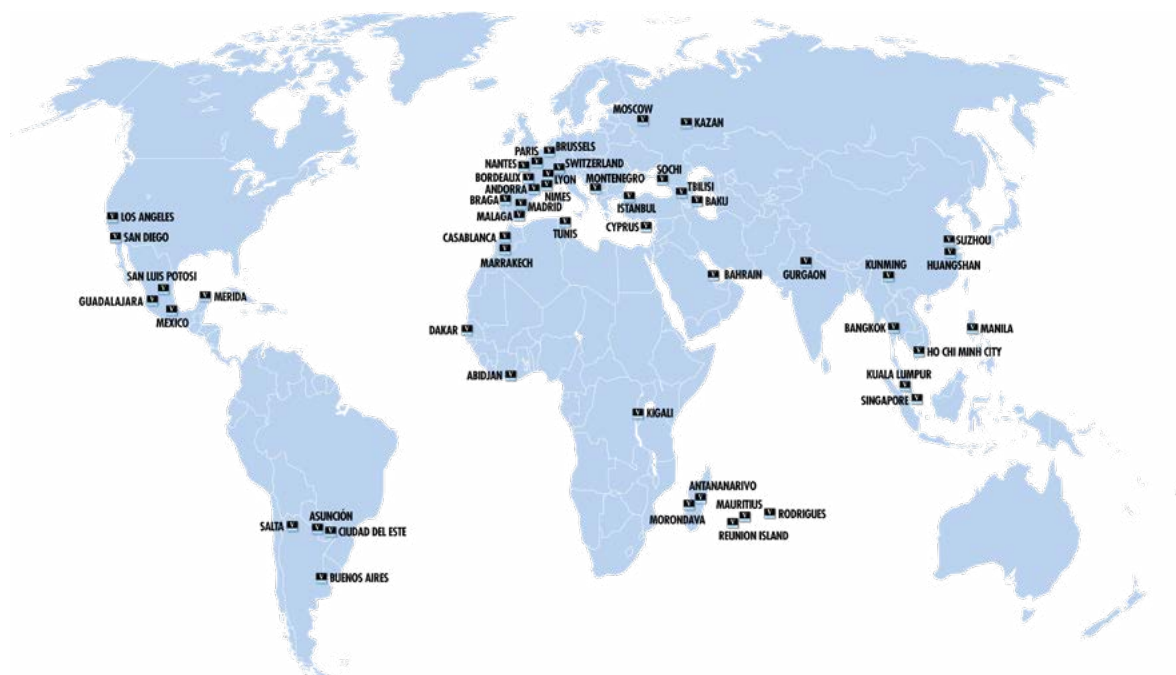 MOSCOW
KAZAN
BRUSSELS
PARIS
NANTES
SWITZERLAND
BORDEAUX
LYON
SOCHI
MONTENEGRO
ANDORRA
TBILISI
NIMES
BRAGA
MADRID
ISTANBUL
BAKU
MALAGA
LOS ANGELES
TUNIS
CYPRUS
SAN DIEGO
CASABLANCA
SUZHOU
MARRAKECH
HUANGSHAN
KUNMING
SAN LUIS POTOSI
BAHRAIN
GURGAON
GUADALAJARA
MERIDA
MEXICO
DAKAR
BANGKOK
MANILA
HO CHI MINH CITY
ABIDJAN
KUALA LUMPUR
SINGAPORE
KIGALI
ANTANANARIVO
MAURITIUS
RODRIGUES
MORONDAVA
REUNION ISLAND
ASUNCIÓN
SALTA
CIUDAD DEL ESTE
BUENOS AIRES